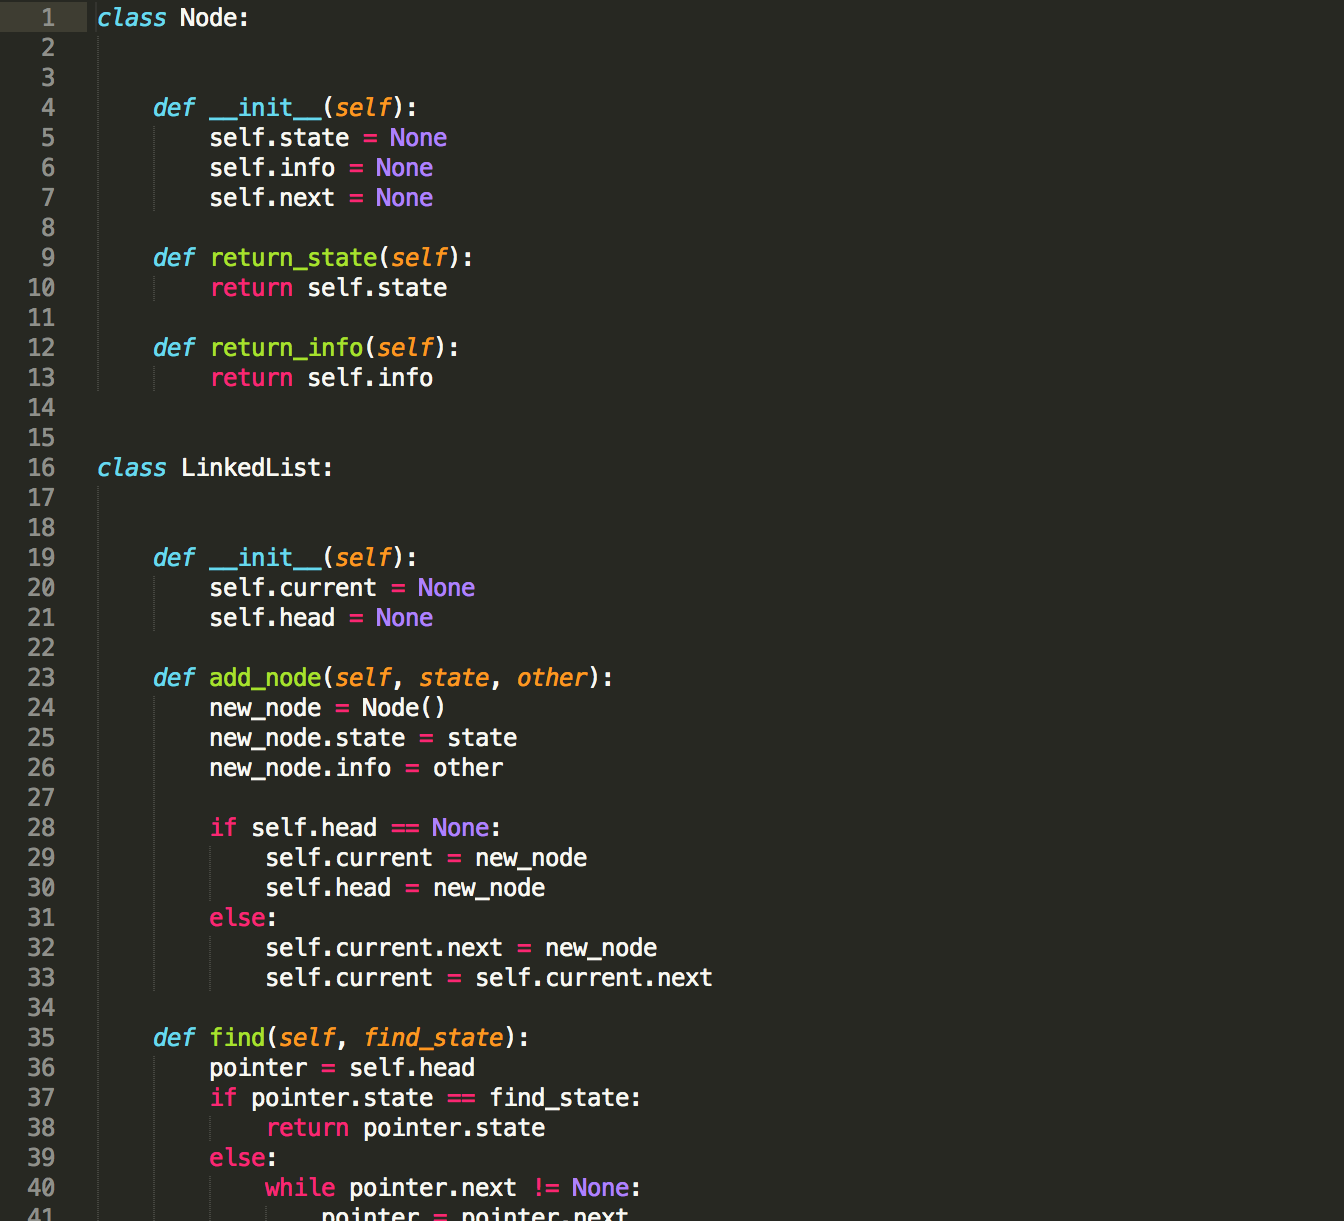 1 class Node:
2
3
4     def __init__(self):
5         self.state = None
6         self.info = None
7         self.next = None
8
9     def return_state(self):
10         return self.state
11
12     def return_info(self):
13         return self.info
14
15
16 class LinkedList:
17
18
19     def __init__(self):
20         self.current = None
21         self.head = None
22
23     def add_node(self, state, other):
24         new_node = Node()
25         new_node.state = state
26         new_node.info = other
27
28         if self.head == None:
29             self.current = new_node
30             self.head = new_node
31         else:
32             self.current.next = new_node
33             self.current = self.current.next
34
35     def find(self, find_state):
36         pointer = self.head
37         if pointer.state == find_state:
38             return pointer.state
39         else:
40             while pointer.next != None:
41                 pointer = pointer.next